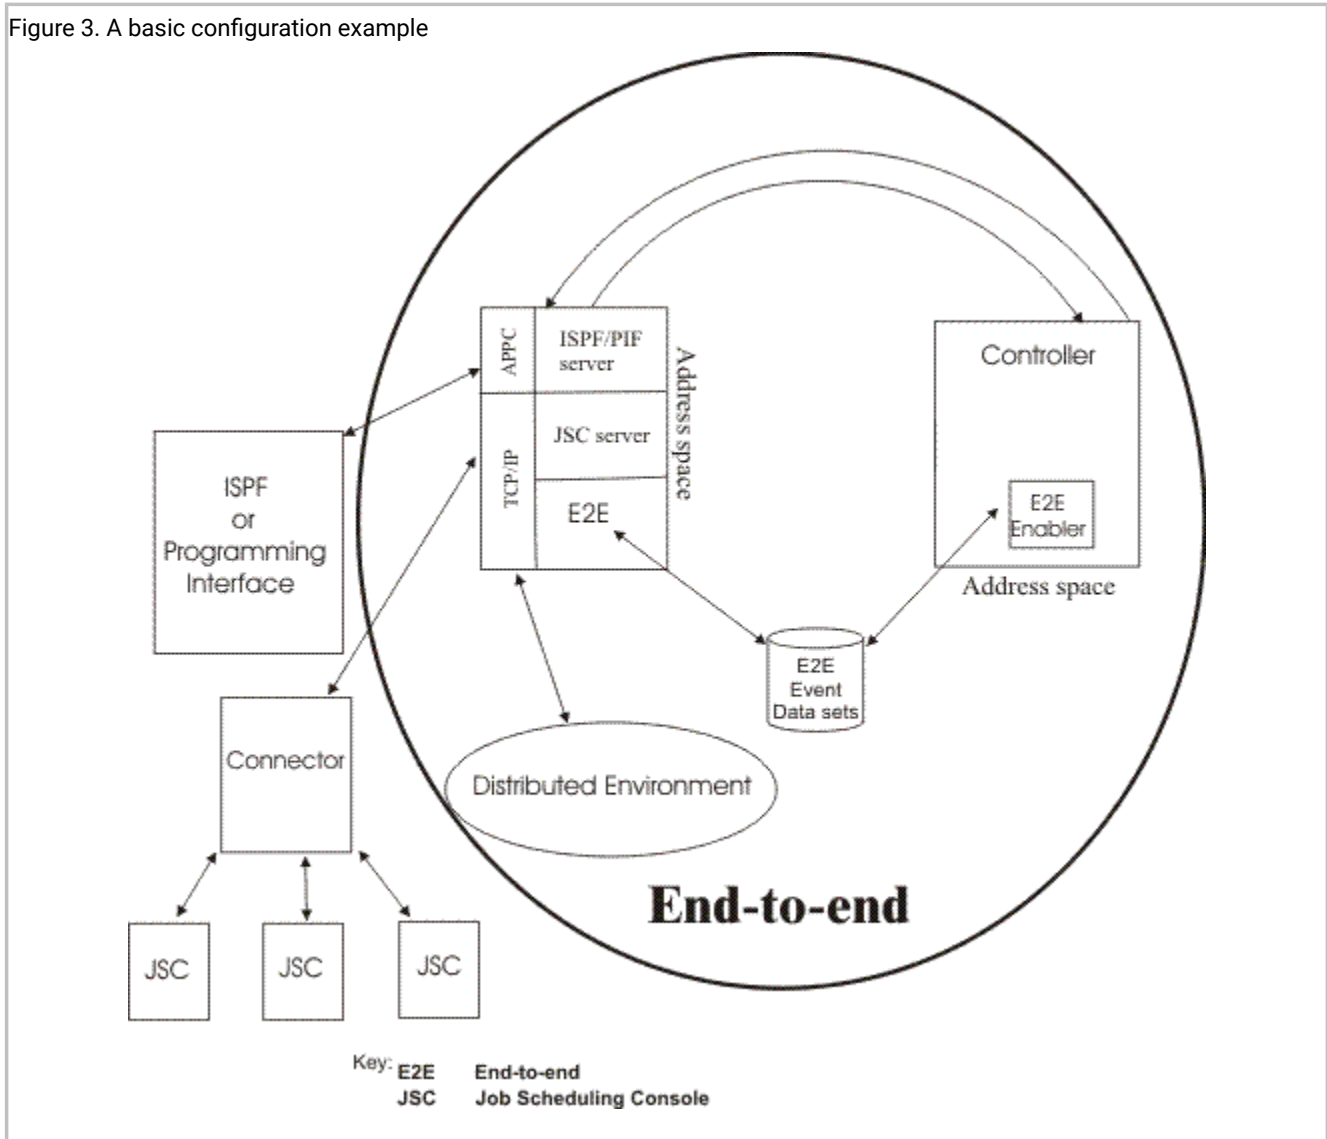 Figure 3. A basic configuration example
APPC
ISPF/PIF
server
Address space
Controller
TCP/IP
JSC server
E2E
E2E
Enabler
Address space
ISPF
or
Programming
Interface
E2E
Event
Data sets
Connector
Distributed Environment
End-to-end
JSC
JSC
JSC
Key:
E2E End-to-end
JSC Job Scheduling Console